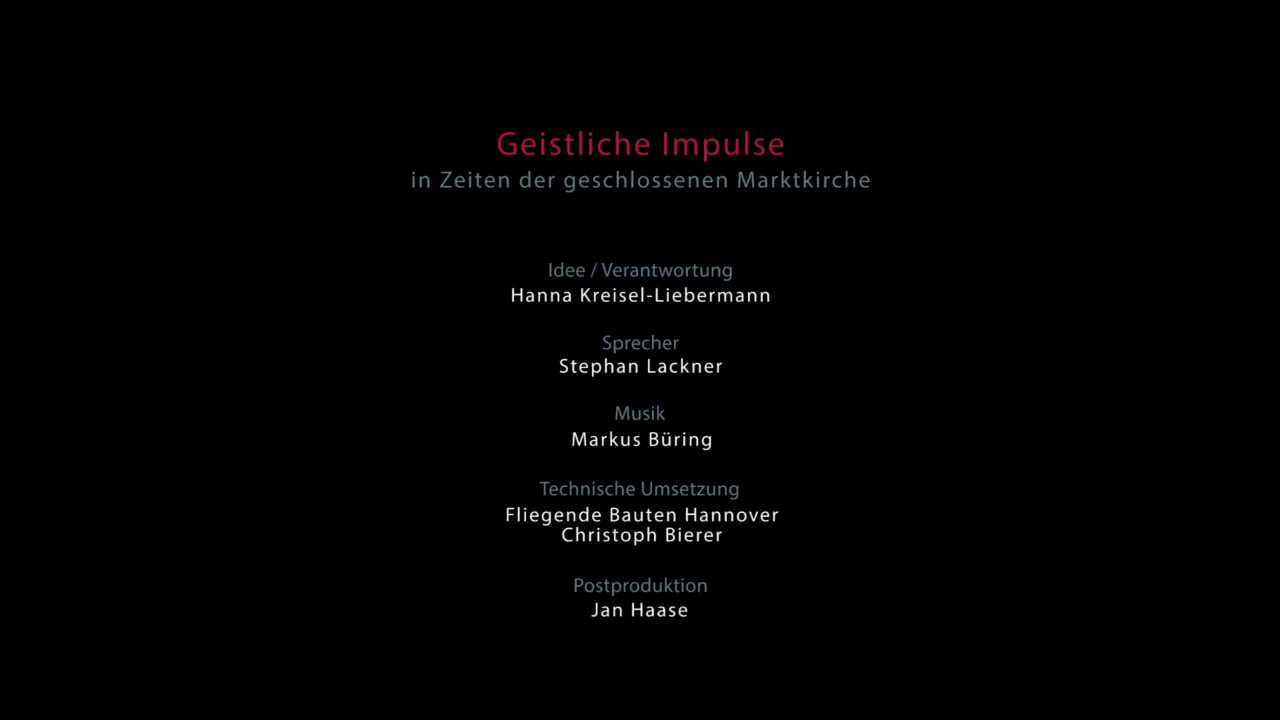 Geistliche Impulse
in Zeiten der geschlossenen Marktkirche
Idee / Verantwortung
Hanna Kreisel-Liebermann
Sprecher
Stephan Lackner
Musik
Markus Büring
Technische Umsetzung
Fliegende Bauten Hannover
Christoph Bierer
Postproduktion
Jan Haase